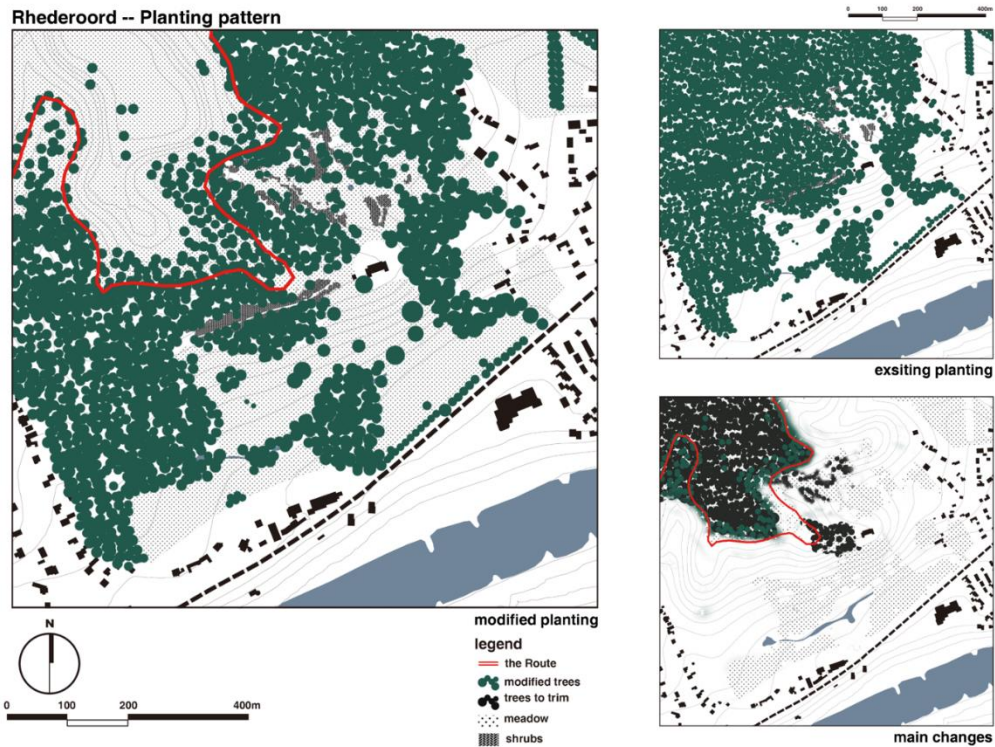 Rhederoord -- Planting pattern
0 100 200 400m
exsiting planting
modified planting
N
0 100 200 400m
legend
the Route
modified trees
trees to trim
meadow
shrubs
main changes